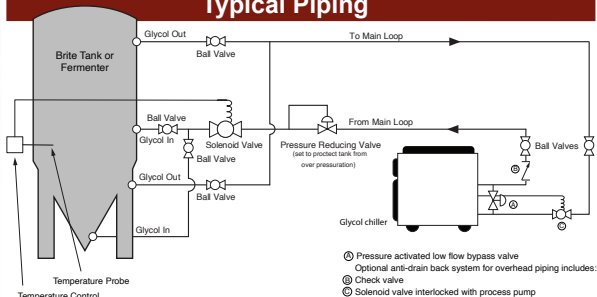 Typical Piping
Glycol Out
To Main Loop
Ball Valve
Brite Tank or
Fermenter
Ball Valve
From Main Loop
Glycol In
Solenoid Valve
Pressure Reducing Valve
(set to proctect tank from
over pressuration)
Ball Valves
Ball Valve
B
Glycol Out
Ball Valve
A
Glycol chiller
C
Glycol In
A Pressure activated low flow bypass valve
Optional anti-drain back system for overhead piping includes:
B Check valve
C Solenoid valve interlocked with process pump
Temperature Probe
Temperature Control